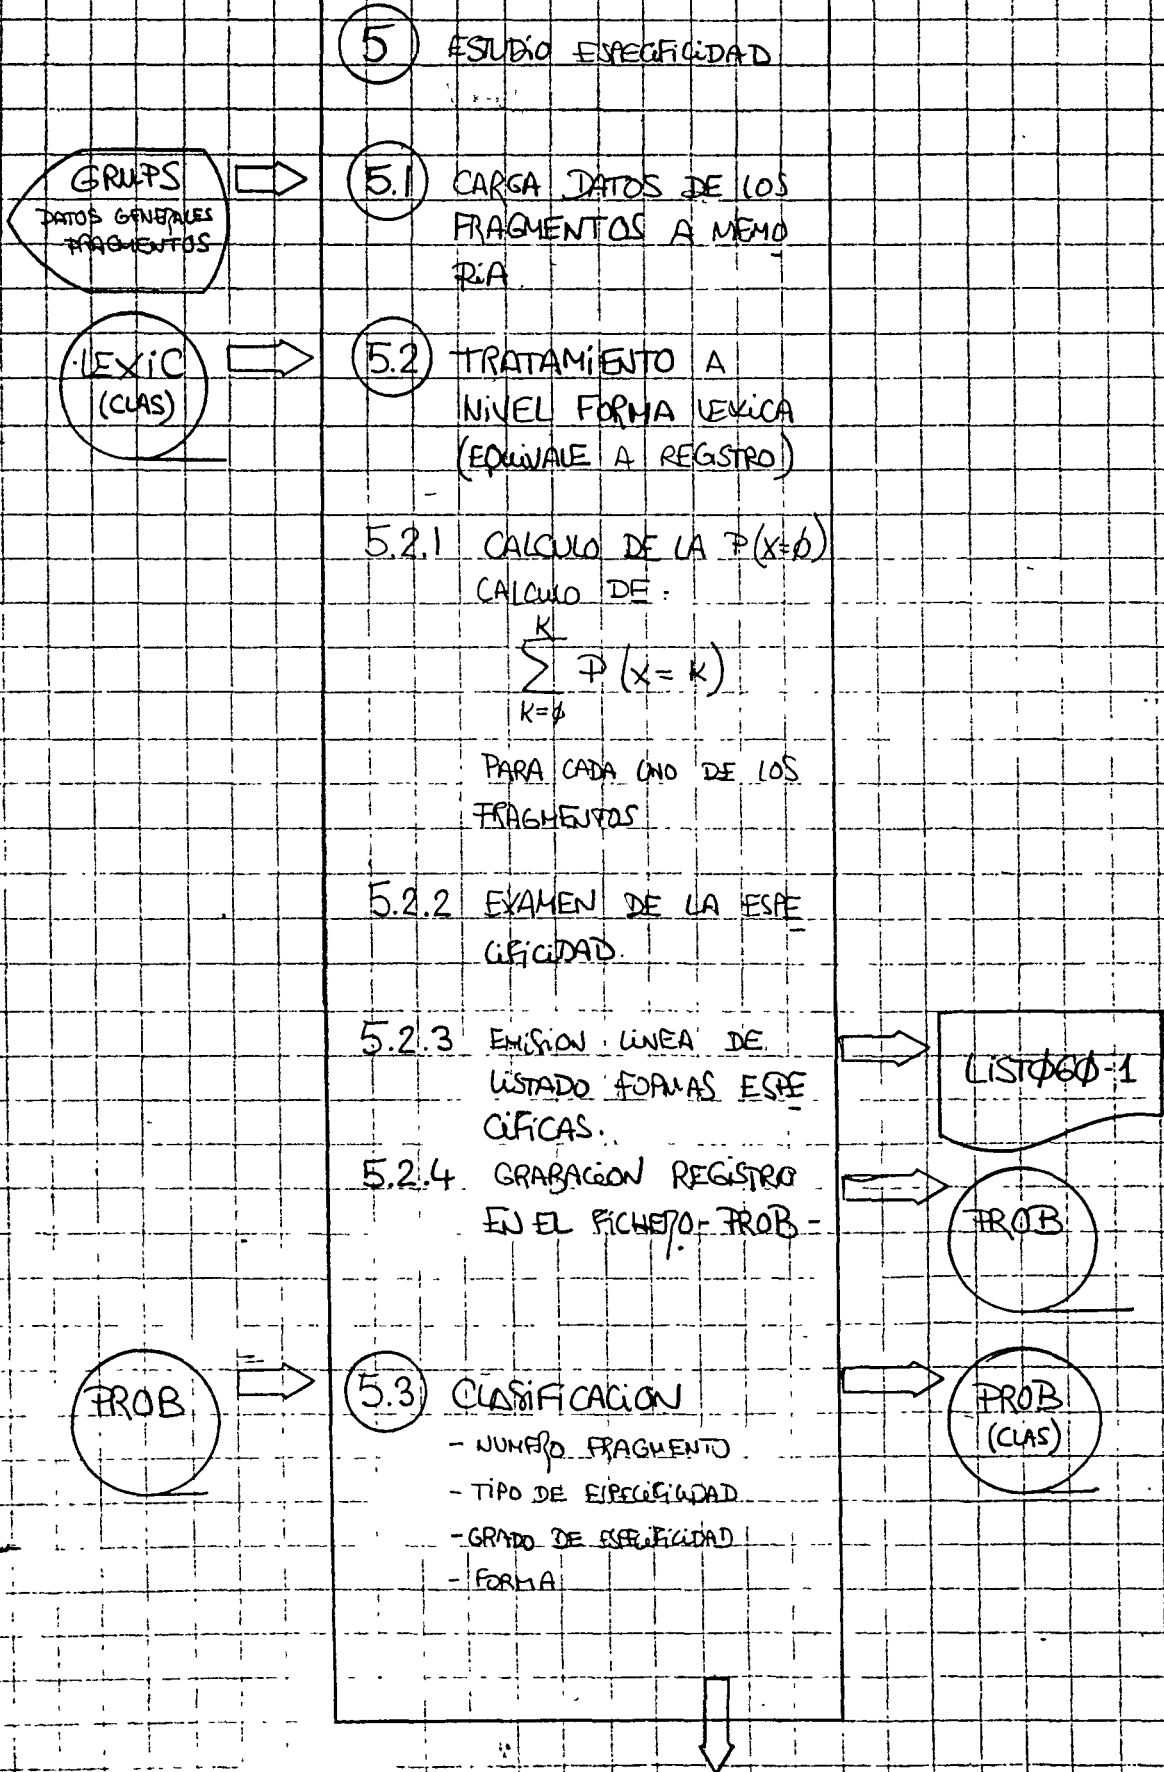 5 ESTUDIO ESPECIFICIDAD
GRUPS
DATOS GENERALES
FRAGMENTOS
5.1 CARGA DATOS DE LOS
FRAGMENTOS A MEMO
RIA.
LEXIC
(CLAS)
5.2 TRATAMIENTO A
NIVEL FORMA LEXICA
(EQUIVALE A REGISTRO)
5.2.1 CALCULO DE LA P(X=ø)
CALCULO DE:
K
∑ P (X = K)
K=ø
PARA CADA UNO DE LOS
FRAGMENTOS
5.2.2 EXAMEN DE LA ESPE
CIFICIDAD.
5.2.3 EMISION LINEA DE
LISTADO FORMAS ESPE
CIFICAS.
LISTØ6Ø-1
5.2.4 GRABACION REGISTRO
EN EL FICHERO - PROB -
PROB
PROB
5.3 CLASIFICACION
- NUMERO FRAGMENTO
- TIPO DE ESPECIFICIDAD
- GRADO DE ESPECIFICIDAD
- FORMA
PROB
(CLAS)